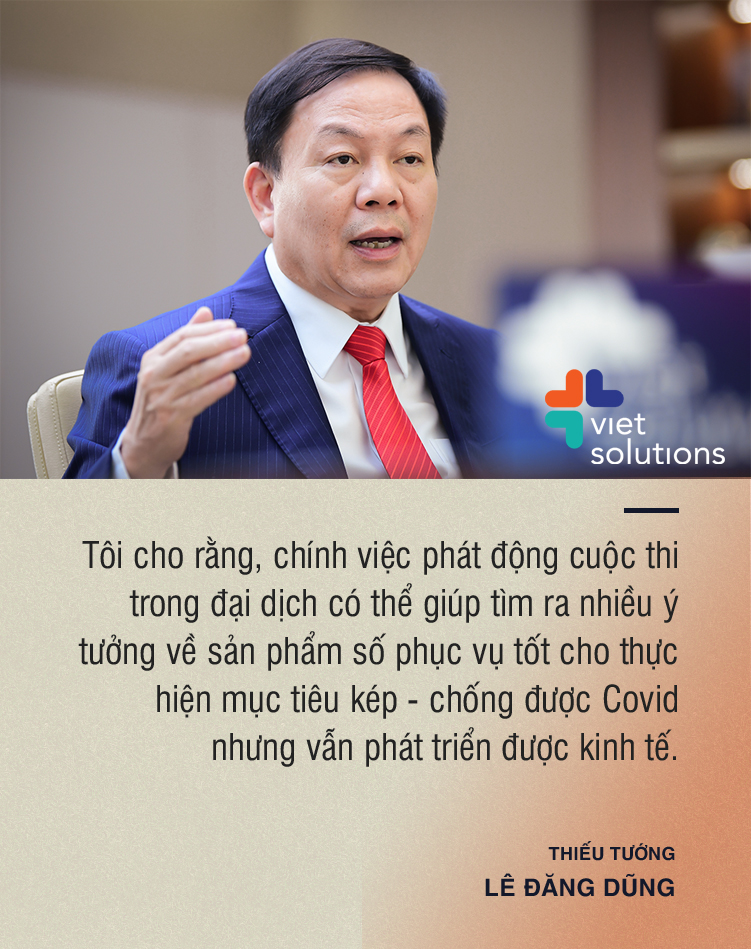 viet
solutions
Tôi cho rằng, chính việc phát động cuộc thi
trong đại dịch có thể giúp tìm ra nhiều ý
tưởng về sản phẩm số phục vụ tốt cho thực
hiện mục tiêu kép - chống được Covid
nhưng vẫn phát triển được kinh tế.
THIẾU TƯỚNG
LÊ ĐĂNG DŨNG